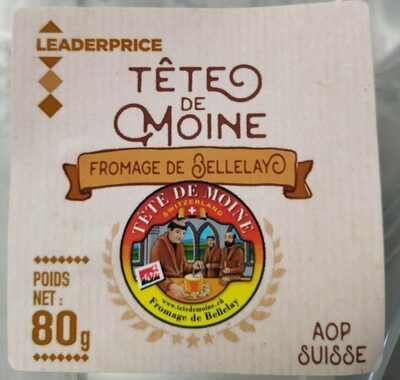 LEADERPRICE
TÊTE
DE
MOINE
FROMAGE DE BELLELAY
TÊTE DE MOINE
SWITZERLAND
www.tetedemoine.ch
Fromage de Bellelay
POIDS
NET :
80g
AOP
SUISSE